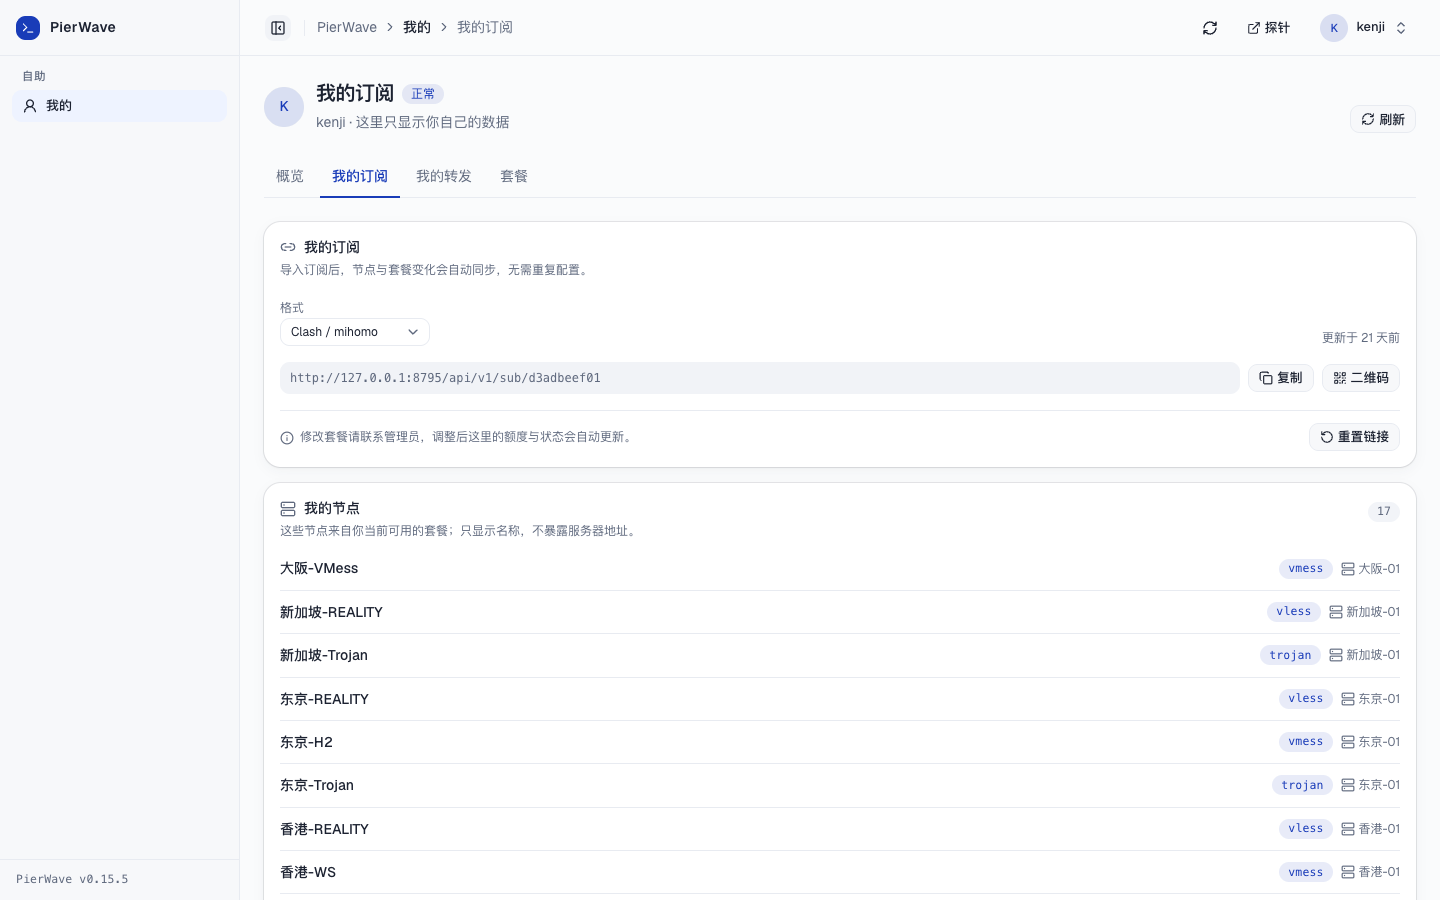 PierWave
PierWave > 我的 > 我的订阅
探针
K
kenji
自助
我的
K
我的订阅
正常
kenji · 这里只显示你自己的数据
刷新
概览
我的订阅
我的转发
套餐
我的订阅
导入订阅后，节点与套餐变化会自动同步，无需重复配置。
格式
Clash / mihomo
更新于 21 天前
http://127.0.0.1:8795/api/v1/sub/d3adbeef01
复制
二维码
修改套餐请联系管理员，调整后这里的额度与状态会自动更新。
重置链接
我的节点
17
这些节点来自你当前可用的套餐；只显示名称，不暴露服务器地址。
大阪-VMess
vmess
大阪-01
新加坡-REALITY
vless
新加坡-01
新加坡-Trojan
trojan
新加坡-01
东京-REALITY
vless
东京-01
东京-H2
vmess
东京-01
东京-Trojan
trojan
东京-01
香港-REALITY
vless
香港-01
香港-WS
vmess
香港-01
PierWave v0.15.5